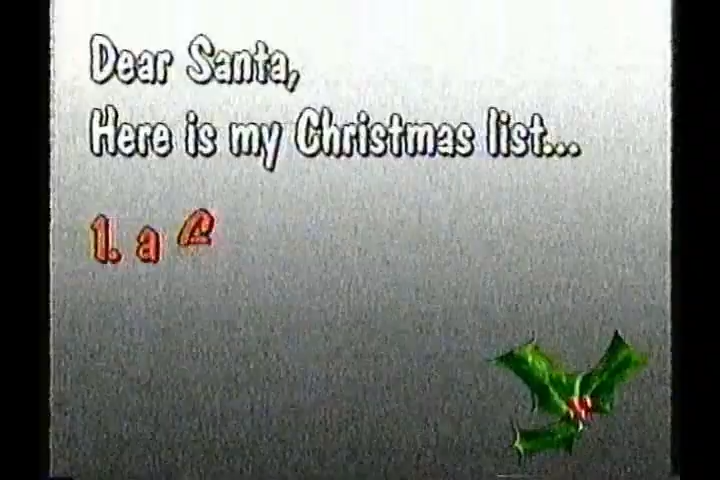 Dear Santa,
Here is my Christmas list...
1. a